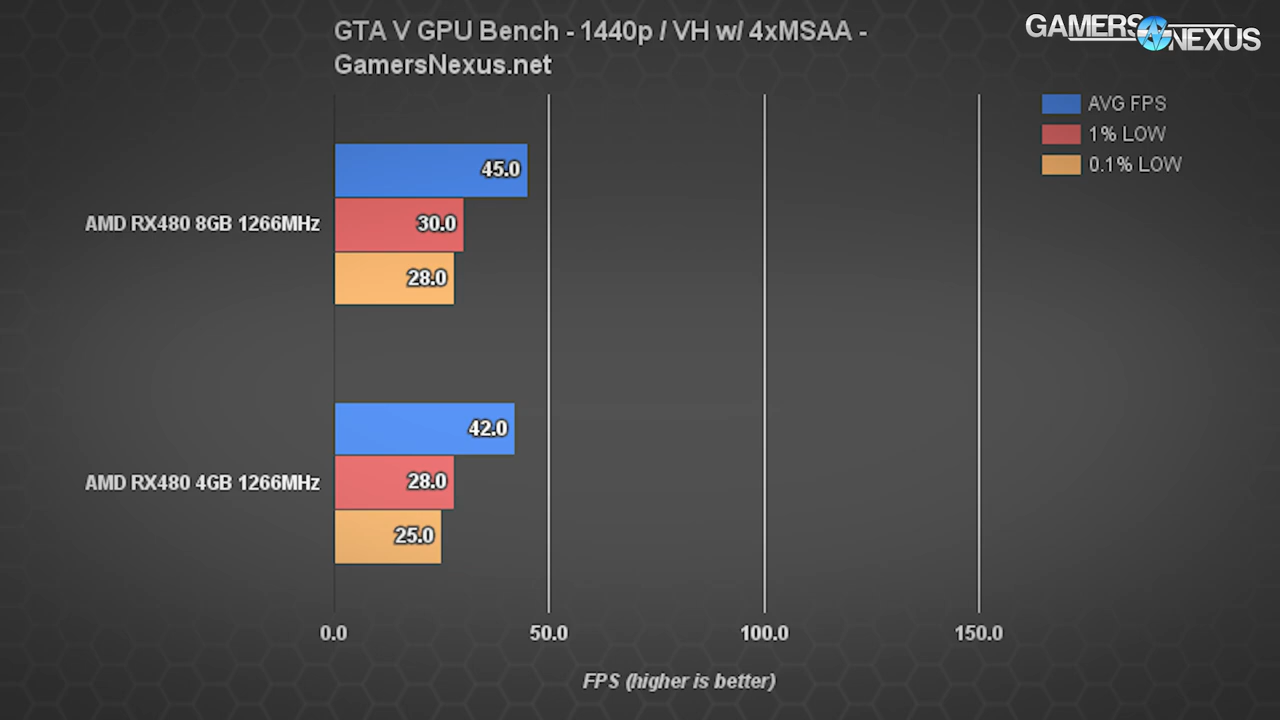 GTA V GPU Bench - 1440p / VH w/ 4xMSAA -
GamersNexus.net
GAMERS NEXUS
AVG FPS
1% LOW
0.1% LOW
AMD RX480 8GB 1266MHz
45.0
30.0
28.0
AMD RX480 4GB 1266MHz
42.0
28.0
25.0
0.0 50.0 100.0 150.0
FPS (higher is better)